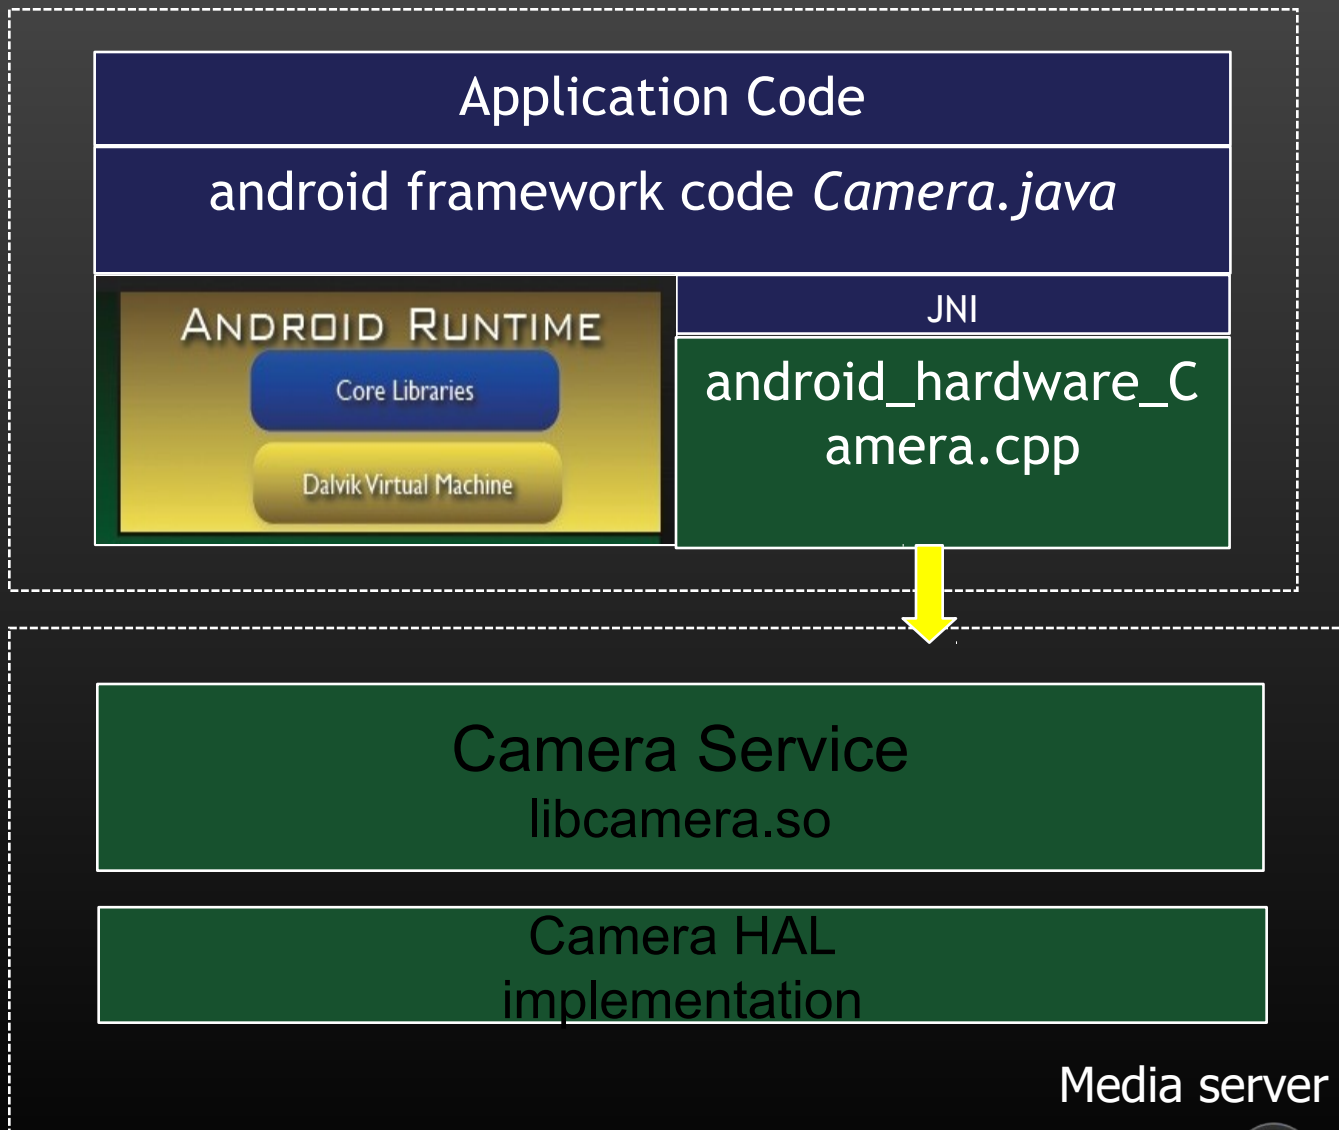 Application Code
android framework code Camera.java
ANDROID RUNTIME
Core Libraries
Dalvik Virtual Machine
JNI
android_hardware_C
amera.cpp
Camera Service
libcamera.so
Camera HAL
implementation
Media server